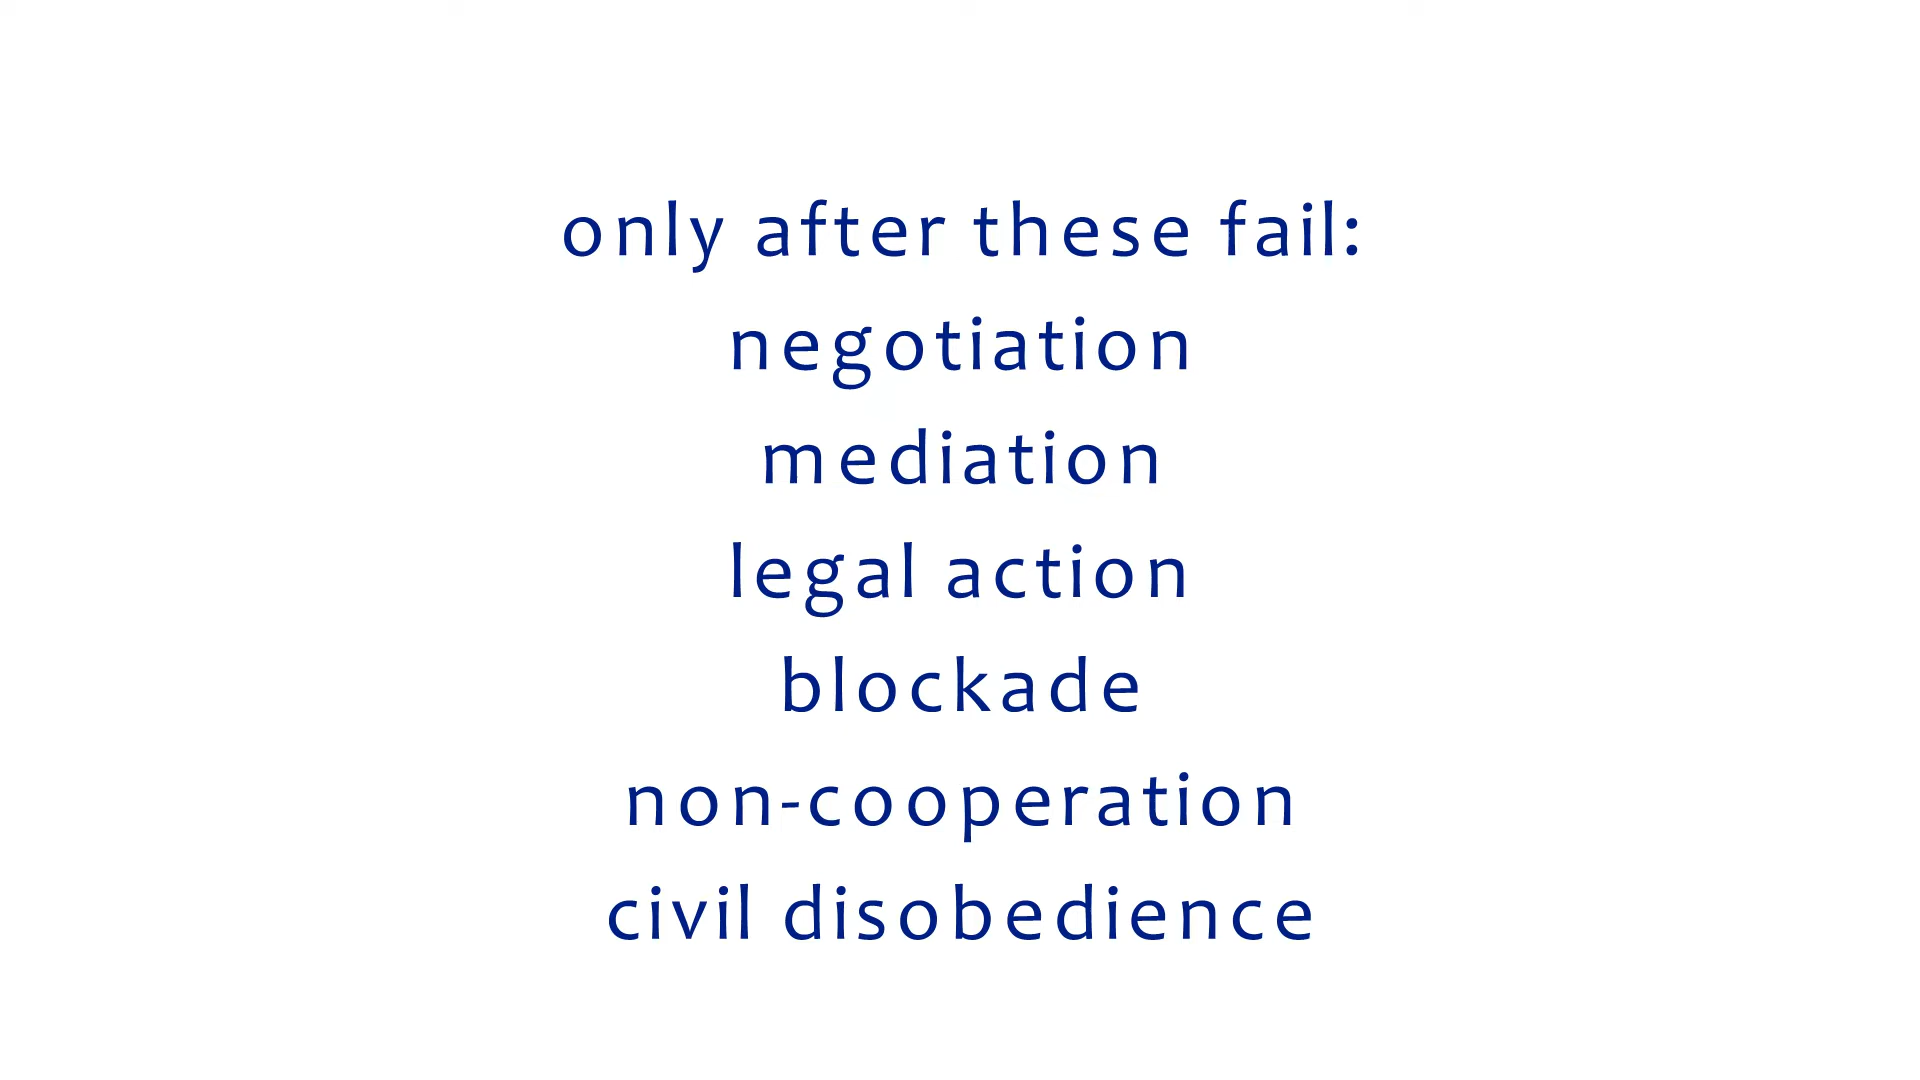 only after these fail:
negotiation
mediation
legal action
blockade
non-cooperation
civil disobedience